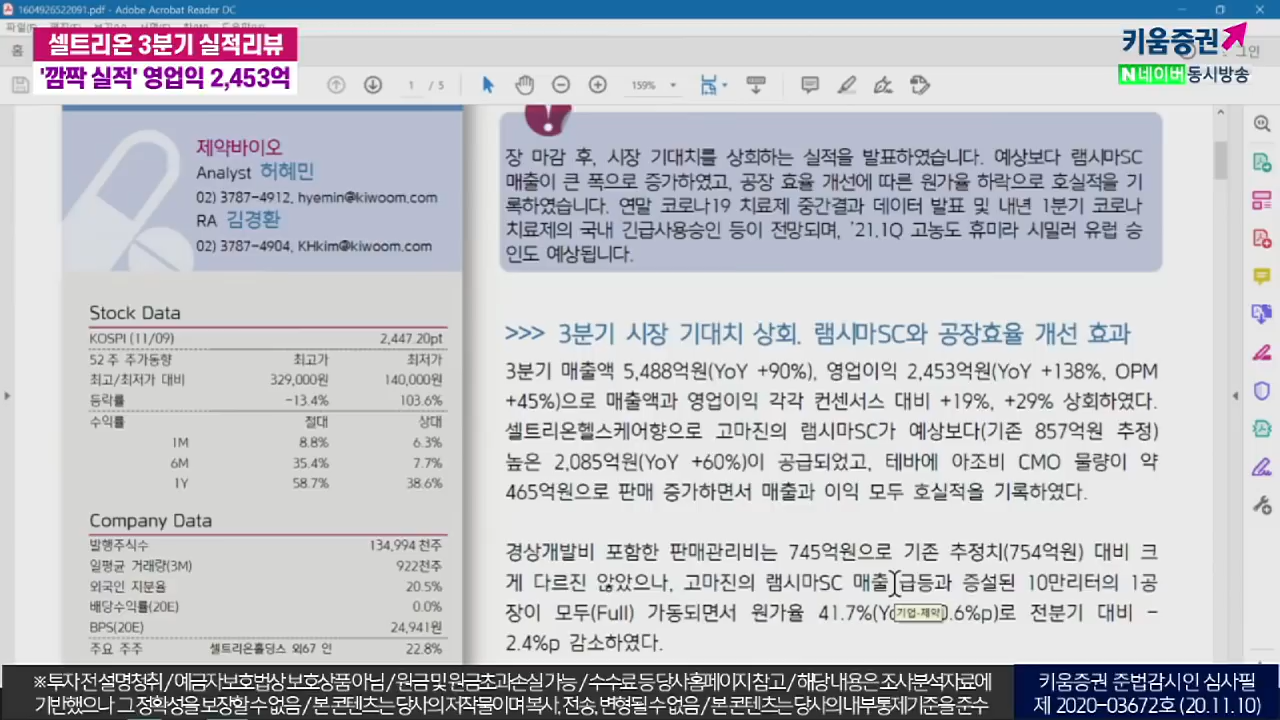 1604926522091.pdf - Adobe Acrobat Reader DC
셀트리온 3분기 실적리뷰
'깜짝 실적' 영업익 2,453억
키움증권
N 네이버 동시방송
홈
그인
1 / 5
159%
제약바이오
Analyst 허혜민
02) 3787-4912, hyemin@kiwoom.com
RA 김경환
02) 3787-4904, KHkim@kiwoom.com
Stock Data
KOSPI (11/09) 2,447.20pt
52 주 주가동향 최고가 최저가
최고/최저가 대비 329,000원 140,000원
등락률 -13.4% 103.6%
수익률 절대 상대
1M 8.8% 6.3%
6M 35.4% 7.7%
1Y 58.7% 38.6%
Company Data
발행주식수 134,994 천주
일평균 거래량(3M) 922천주
외국인 지분율 20.5%
배당수익률(20E) 0.0%
BPS(20E) 24,941원
주요 주주 셀트리온홀딩스 외67 인 22.8%
장 마감 후, 시장 기대치를 상회하는 실적을 발표하였습니다. 예상보다 램시마SC
매출이 큰 폭으로 증가하였고, 공장 효율 개선에 따른 원가율 하락으로 호실적을 기
록하였습니다. 연말 코로나19 치료제 중간결과 데이터 발표 및 내년 1분기 코로나
치료제의 국내 긴급사용승인 등이 전망되며, '21.1Q 고농도 휴미라 시밀러 유럽 승
인도 예상됩니다.
>>> 3분기 시장 기대치 상회. 램시마SC와 공장효율 개선 효과
3분기 매출액 5,488억원(YoY +90%), 영업이익 2,453억원(YoY +138%, OPM
+45%)으로 매출액과 영업이익 각각 컨센서스 대비 +19%, +29% 상회하였다.
셀트리온헬스케어향으로 고마진의 램시마SC가 예상보다(기존 857억원 추정)
높은 2,085억원(YoY +60%)이 공급되었고, 테바에 아조비 CMO 물량이 약
465억원으로 판매 증가하면서 매출과 이익 모두 호실적을 기록하였다.
경상개발비 포함한 판매관리비는 745억원으로 기존 추정치(754억원) 대비 크
게 다르진 않았으나, 고마진의 램시마SC 매출 급등과 증설된 10만리터의 1공
장이 모두(Full) 가동되면서 원가율 41.7%(Yo 기업-제약 0.6%p)로 전분기 대비 -
2.4%p 감소하였다.
※ 투자 전 설명청취 / 예금자보호법상 보호상품 아님 / 원금 및 원금초과손실 가능 / 수수료 등 당사 홈페이지 참고 / 해당 내용은 조사분석자료에
기반했으나 그 정확성을 보장할 수 없음 / 본 콘텐츠는 당사의 저작물이며 복사, 전송, 변형될 수 없음 / 본 콘텐츠는 당사의 내부통제기준을 준수
키움증권 준법감시인 심사필
제 2020-03672호 (20.11.10)